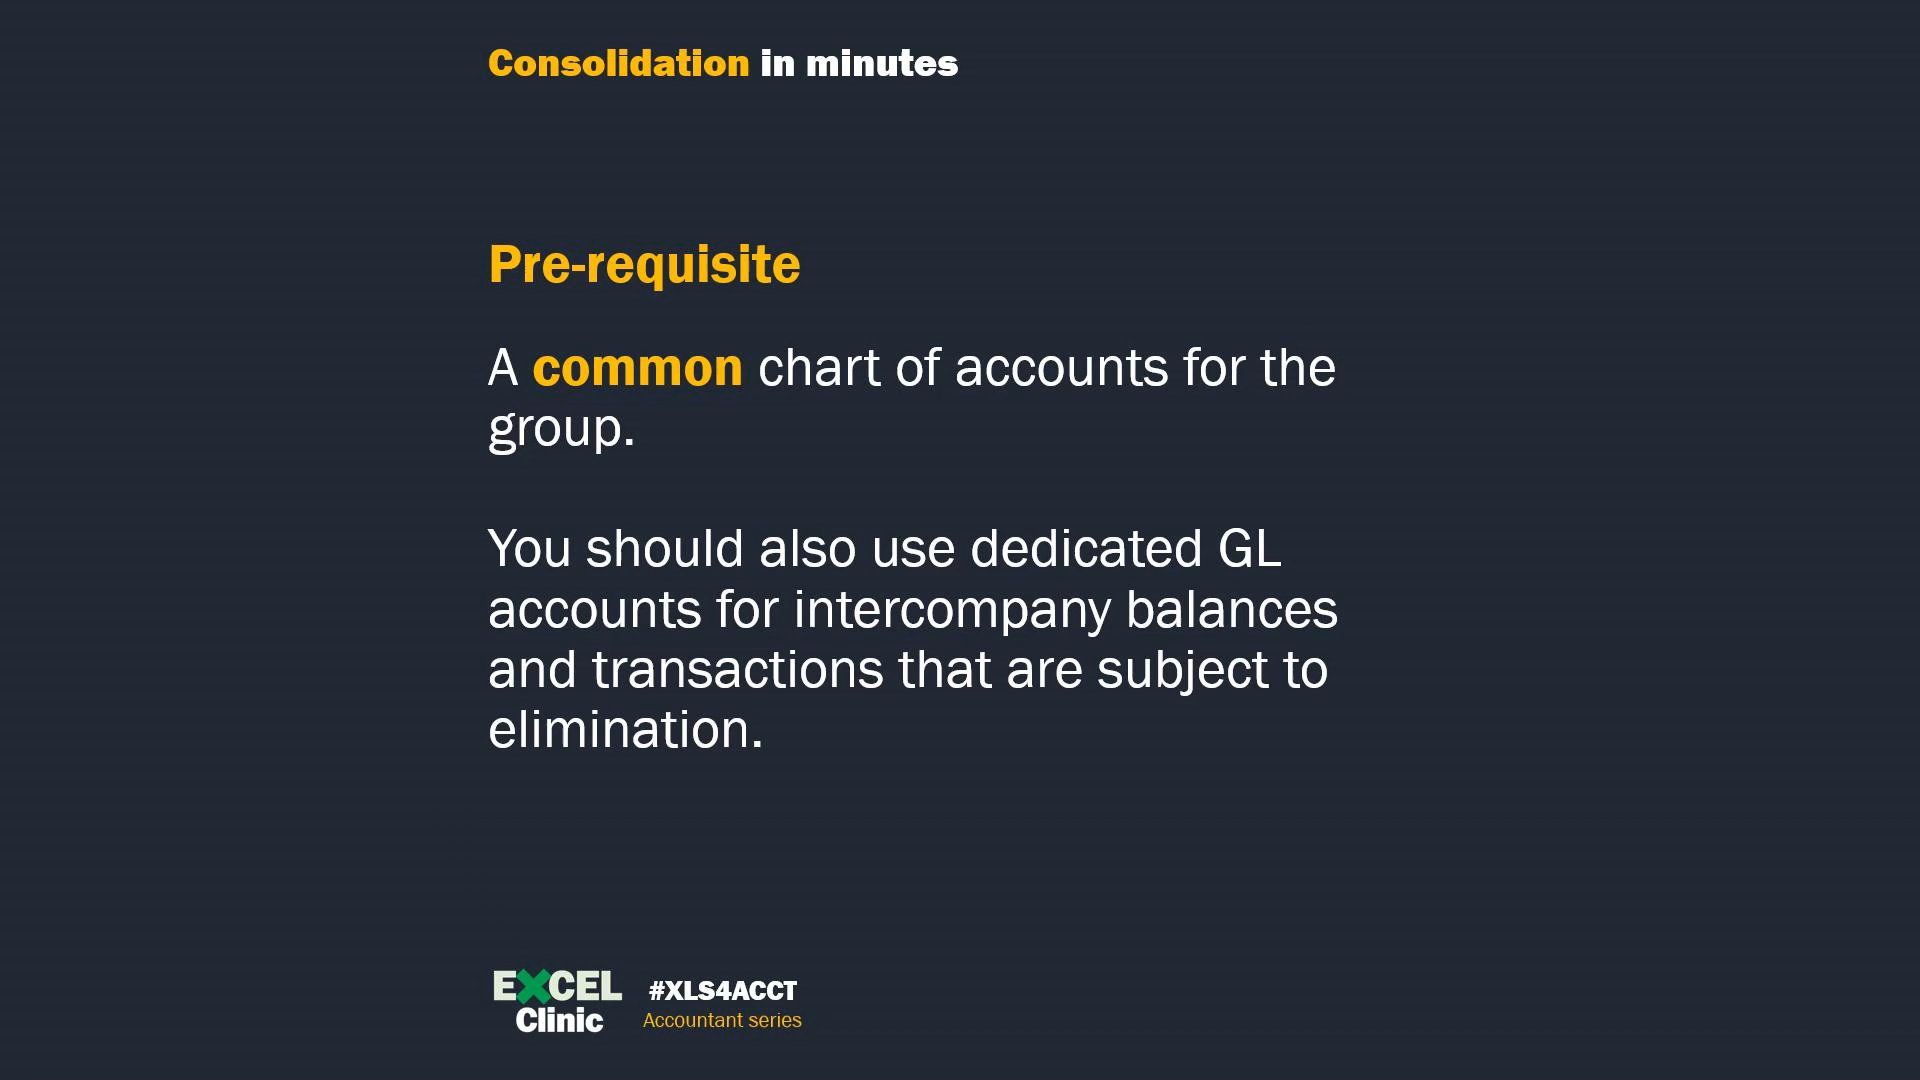 Consolidation in minutes
Pre-requisite
A common chart of accounts for the
group.
You should also use dedicated GL
accounts for intercompany balances
and transactions that are subject to
elimination.
EXCEL
Clinic
#XLS4ACCT
Accountant series